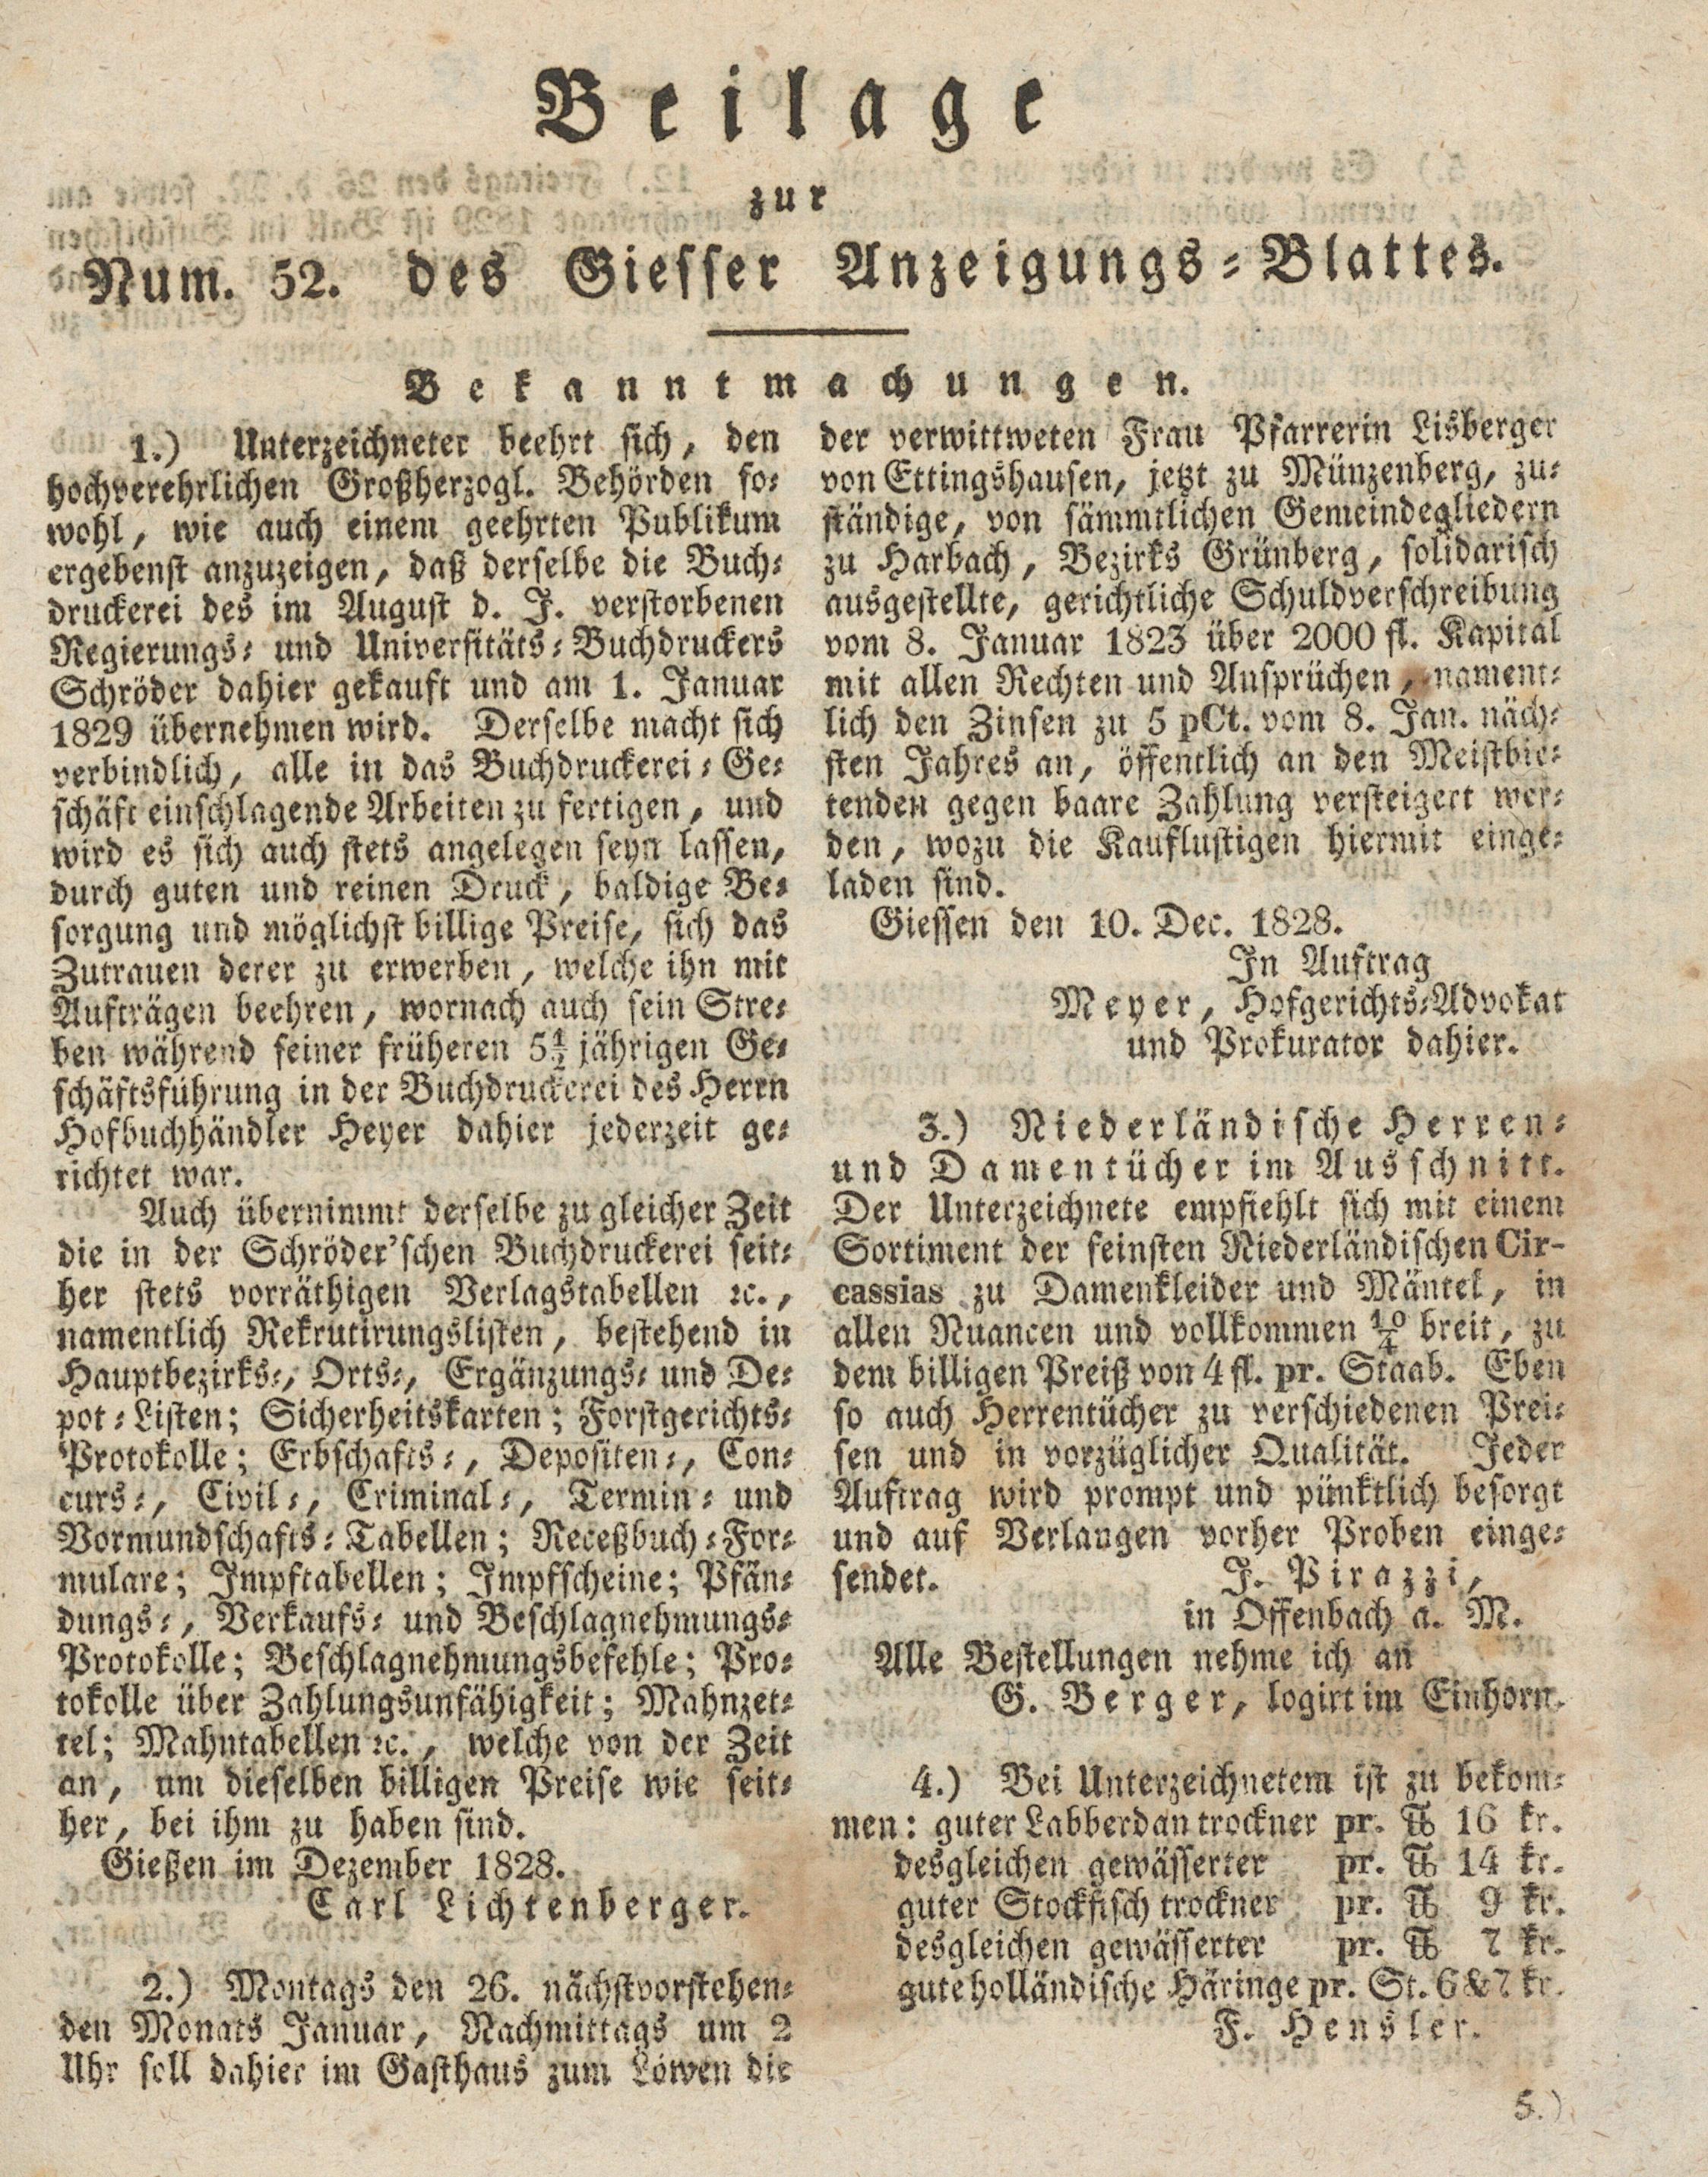 Beilage
zur
Num. 52. des Giesser Anzeigungs-Blattes.
Bekanntmachungen.
1.) Unterzeichneter beehrt sich, den
hochverehrlichen Großherzogl. Behörden so-
wohl, wie auch einem geehrten Publikum
ergebenst anzuzeigen, daß derselbe die Buch-
druckerei des im August d. J. verstorbenen
Regierungs- und Universitäts-Buchdruckers
Schröder dahier gekauft und am 1. Januar
1829 übernehmen wird. Derselbe macht sich
verbindlich, alle in das Buchdruckerei-Ge-
schäft einschlagende Arbeiten zu fertigen, und
wird es sich auch stets angelegen seyn lassen,
durch guten und reinen Druck, baldige Be-
sorgung und möglichst billige Preise, sich das
Zutrauen derer zu erwerben, welche ihn mit
Aufträgen beehren, wornach auch sein Stre-
ben während seiner früheren 5½ jährigen Ge-
schäftsführung in der Buchdruckerei des Herrn
Hofbuchhändler Heyer dahier jederzeit ge-
richtet war.
Auch übernimmt derselbe zu gleicher Zeit
die in der Schröder'schen Buchdruckerei seit-
her stets vorräthigen Verlagstabellen ꝛc.,
namentlich Rekrutirungslisten, bestehend in
Hauptbezirks-, Orts-, Ergänzungs- und De-
pot-Listen; Sicherheitskarten; Forstgerichts-
Protokolle; Erbschafts-, Depositen-, Con-
curs-, Civil-, Criminal-, Termin- und
Vormundschafts-Tabellen; Receßbuch-For-
mulare; Impftabellen; Impfscheine; Pfän-
dungs-, Verkaufs- und Beschlagnehmungs-
Protokolle; Beschlagnehmungsbefehle; Pro-
tokolle über Zahlungsunfähigkeit; Mahnzet-
tel; Mahntabellen ꝛc., welche von der Zeit
an, um dieselben billigen Preise wie seit-
her, bei ihm zu haben sind.
Gießen im Dezember 1828.
Carl Lichtenberger.
2.) Montags den 26. nächstvorstehen-
den Monats Januar, Nachmittags um 2
Uhr soll dahier im Gasthaus zum Löwen die
der verwittweten Frau Pfarrerin Lisberger
von Ettingshausen, jetzt zu Münzenberg, zu-
ständige, von sämmtlichen Gemeindegliedern
zu Harbach, Bezirks Grünberg, solidarisch
ausgestellte, gerichtliche Schuldverschreibung
vom 8. Januar 1823 über 2000 fl. Kapital
mit allen Rechten und Ansprüchen, nament-
lich den Zinsen zu 5 pCt. vom 8. Jan. näch-
sten Jahres an, öffentlich an den Meistbie-
tenden gegen baare Zahlung versteigert wer-
den, wozu die Kauflustigen hiermit einge-
laden sind.
Giessen den 10. Dec. 1828.
In Auftrag
Meyer, Hofgerichts-Advokat
und Prokurator dahier.
3.) Niederländische Herren-
und Damentücher im Ausschnitt.
Der Unterzeichnete empfiehlt sich mit einem
Sortiment der feinsten Niederländischen Cir-
cassias zu Damenkleider und Mäntel, in
allen Nuancen und vollkommen 10/4 breit, zu
dem billigen Preiß von 4 fl. pr. Staab. Eben
so auch Herrentücher zu verschiedenen Prei-
sen und in vorzüglicher Qualität. Jeder
Auftrag wird prompt und pünktlich besorgt
und auf Verlangen vorher Proben einge-
sendet. J. Pirazzi,
in Offenbach a. M.
Alle Bestellungen nehme ich an
G. Berger, logirt im Einhorn.
4.) Bei Unterzeichnetem ist zu bekom-
men: guter Labberdan trockner pr. ℔ 16 kr.
desgleichen gewässerter pr. ℔ 14 kr.
guter Stockfisch trockner pr. ℔ 9 kr.
desgleichen gewässerter pr. ℔ 7 kr.
gute holländische Häringe pr. St. 6 & 7 kr.
F. Hensler.
5.)